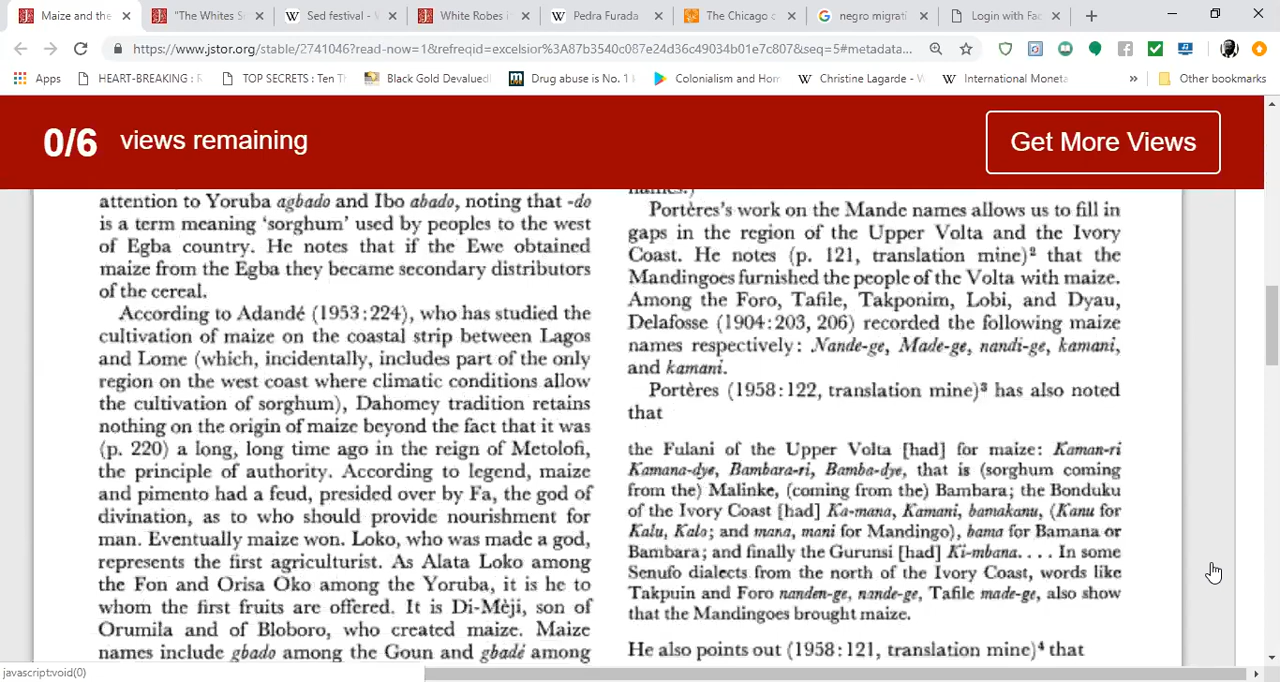 Maize and the
"The Whites S
Sed festival -
White Robes i
Pedra Furada
The Chicago
negro migrati
Login with Fac
https://www.jstor.org/stable/2741046?read-now=1&refreqid=excelsior%3A87b3540c087e24d36c49034b01e7c807&seq=5#metadata...
Apps
HEART-BREAKING : R
TOP SECRETS : Ten Th
Black Gold Devalued
Drug abuse is No. 1
Colonialism and Hom
Christine Lagarde - W
International Moneta
»
Other bookmarks
0/6 views remaining
Get More Views
attention to Yoruba agbado and Ibo abado, noting that -do
is a term meaning 'sorghum' used by peoples to the west
of Egba country. He notes that if the Ewe obtained
maize from the Egba they became secondary distributors
of the cereal.
According to Adandé (1953:224), who has studied the
cultivation of maize on the coastal strip between Lagos
and Lome (which, incidentally, includes part of the only
region on the west coast where climatic conditions allow
the cultivation of sorghum), Dahomey tradition retains
nothing on the origin of maize beyond the fact that it was
(p. 220) a long, long time ago in the reign of Metolofi,
the principle of authority. According to legend, maize
and pimento had a feud, presided over by Fa, the god of
divination, as to who should provide nourishment for
man. Eventually maize won. Loko, who was made a god,
represents the first agriculturist. As Alata Loko among
the Fon and Orisa Oko among the Yoruba, it is he to
whom the first fruits are offered. It is Di-Mèji, son of
Orumila and of Bloboro, who created maize. Maize
names include gbado among the Goun and gbadé among
names.)
Portères's work on the Mande names allows us to fill in
gaps in the region of the Upper Volta and the Ivory
Coast. He notes (p. 121, translation mine)² that the
Mandingoes furnished the people of the Volta with maize.
Among the Foro, Tafile, Takponim, Lobi, and Dyau,
Delafosse (1904:203, 206) recorded the following maize
names respectively: Nande-ge, Made-ge, nandi-ge, kamani,
and kamani.
Portères (1958:122, translation mine)³ has also noted
that
the Fulani of the Upper Volta [had] for maize: Kaman-ri
Kamana-dye, Bambara-ri, Bamba-dye, that is (sorghum coming
from the) Malinke, (coming from the) Bambara; the Bonduku
of the Ivory Coast [had] Ka-mana, Kamani, bamakanu, (Kanu for
Kalu, Kalo; and mana, mani for Mandingo), bama for Bamana or
Bambara; and finally the Gurunsi [had] Ki-mbana. . . . In some
Senufo dialects from the north of the Ivory Coast, words like
Takpuin and Foro nanden-ge, nande-ge, Tafile made-ge, also show
that the Mandingoes brought maize.
He also points out (1958:121, translation mine)⁴ that
javascript:void(0)